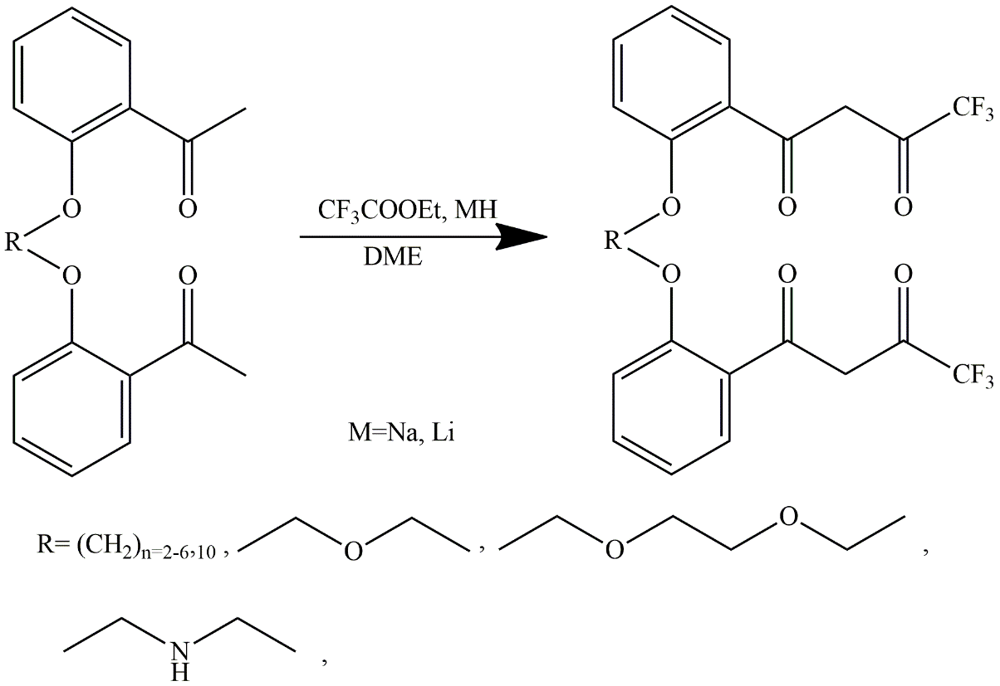 CF3
O O O
CF3COOEt, MH
R R
DME
O O O
CF3
M=Na, Li
R= (CH2)n=2-6,10 , O , O O ,
N
H ,